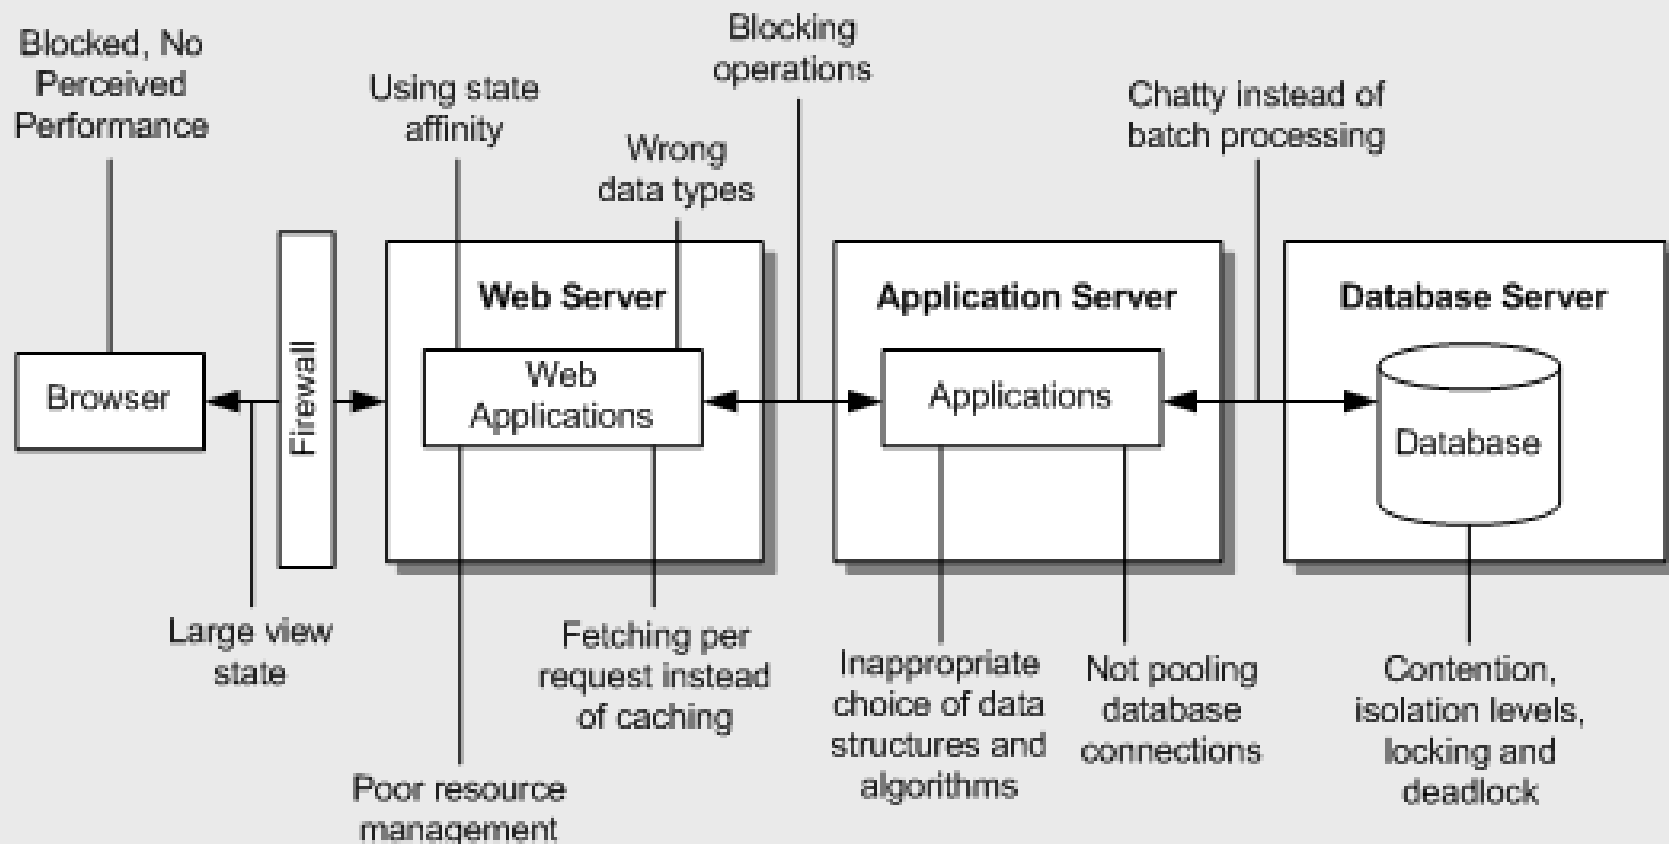 Blocked, No
Perceived
Performance
Using state
affinity
Wrong
data types
Blocking
operations
Chatty instead of
batch processing
Browser
Firewall
Web Server
Web
Applications
Application Server
Applications
Database Server
Database
Large view
state
Poor resource
management
Fetching per
request instead
of caching
Inappropriate
choice of data
structures and
algorithms
Not pooling
database
connections
Contention,
isolation levels,
locking and
deadlock